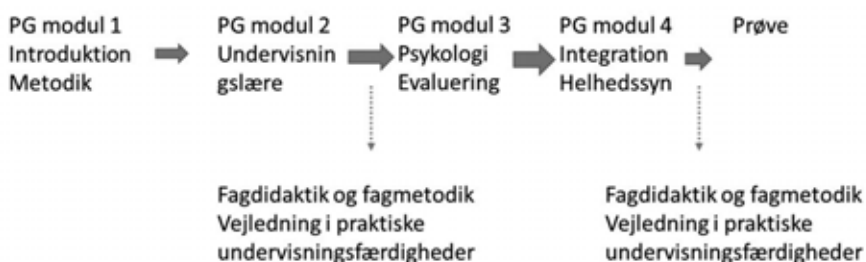 PG modul 1
Introduktion
Metodik
PG modul 2
Undervisnin
gslære
PG modul 3
Psykologi
Evaluering
PG modul 4
Integration
Helhedssyn
Prøve
Fagdidaktik og fagmetodik
Vejledning i praktiske
undervisningsfærdigheder
Fagdidaktik og fagmetodik
Vejledning i praktiske
undervisningsfærdigheder